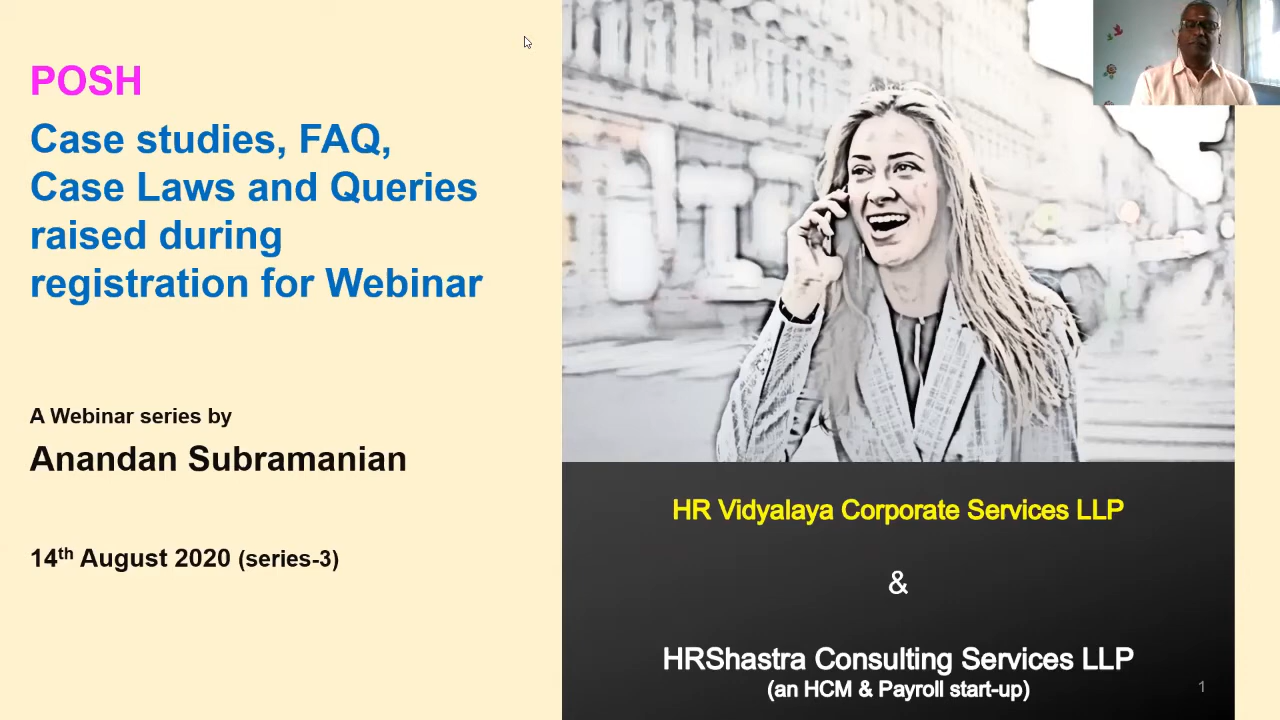 POSH
Case studies, FAQ,
Case Laws and Queries
raised during
registration for Webinar
A Webinar series by
Anandan Subramanian
14th August 2020 (series-3)
HR Vidyalaya Corporate Services LLP
&
HRShastra Consulting Services LLP
(an HCM & Payroll start-up)
1